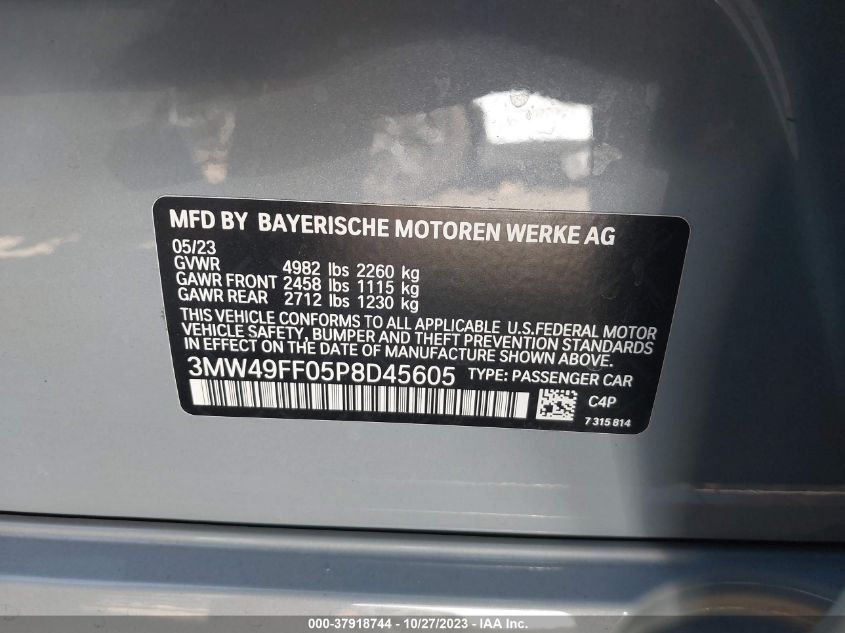 MFD BY BAYERISCHE MOTOREN WERKE AG
05/23
GVWR 4982 lbs 2260 kg
GAWR FRONT 2458 lbs 1115 kg
GAWR REAR 2712 lbs 1230 kg
THIS VEHICLE CONFORMS TO ALL APPLICABLE U.S.FEDERAL MOTOR
VEHICLE SAFETY, BUMPER AND THEFT PREVENTION STANDARDS
IN EFFECT ON THE DATE OF MANUFACTURE SHOWN ABOVE.
3MW49FF05P8D45605 TYPE: PASSENGER CAR
C4P
7 315 814
000-37918744 - 10/27/2023 - IAA Inc.